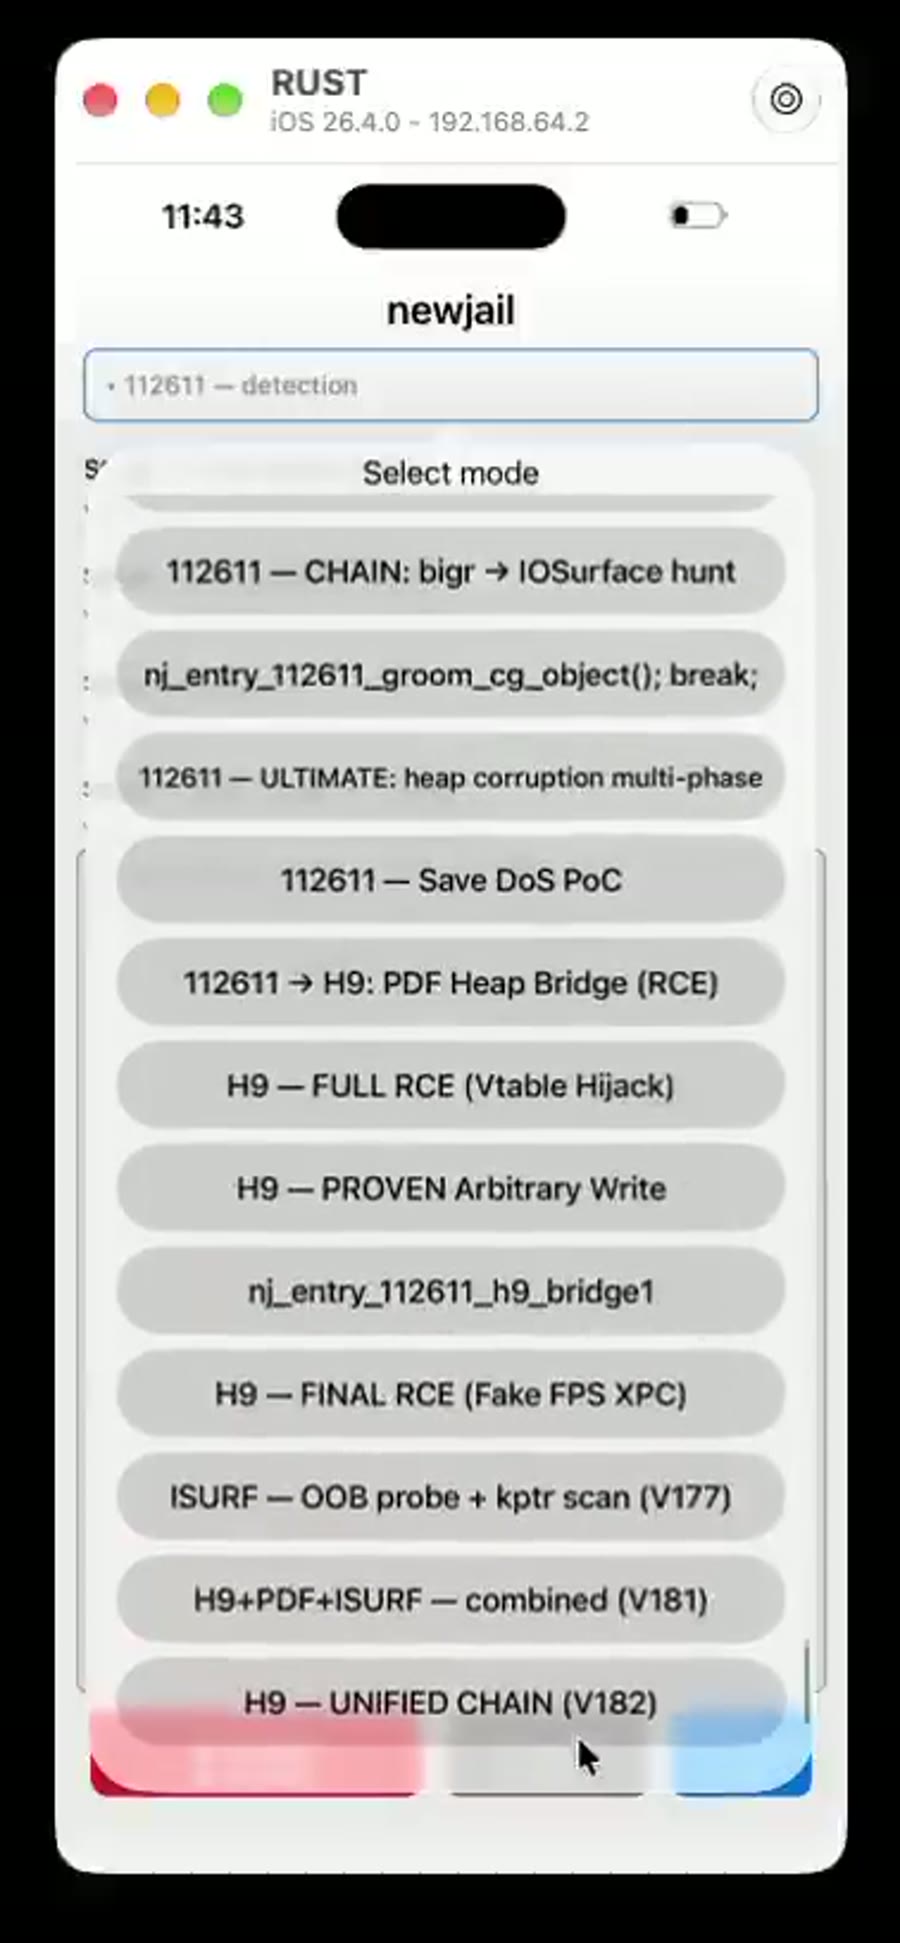 RUST
iOS 26.4.0 - 192.168.64.2
11:43
newjail
• 112611 — detection
Select mode
112611 — CHAIN: bigr → IOSurface hunt
nj_entry_112611_groom_cg_object(); break;
112611 — ULTIMATE: heap corruption multi-phase
112611 — Save DoS PoC
112611 → H9: PDF Heap Bridge (RCE)
H9 — FULL RCE (Vtable Hijack)
H9 — PROVEN Arbitrary Write
nj_entry_112611_h9_bridge1
H9 — FINAL RCE (Fake FPS XPC)
ISURF — OOB probe + kptr scan (V177)
H9+PDF+ISURF — combined (V181)
H9 — UNIFIED CHAIN (V182)